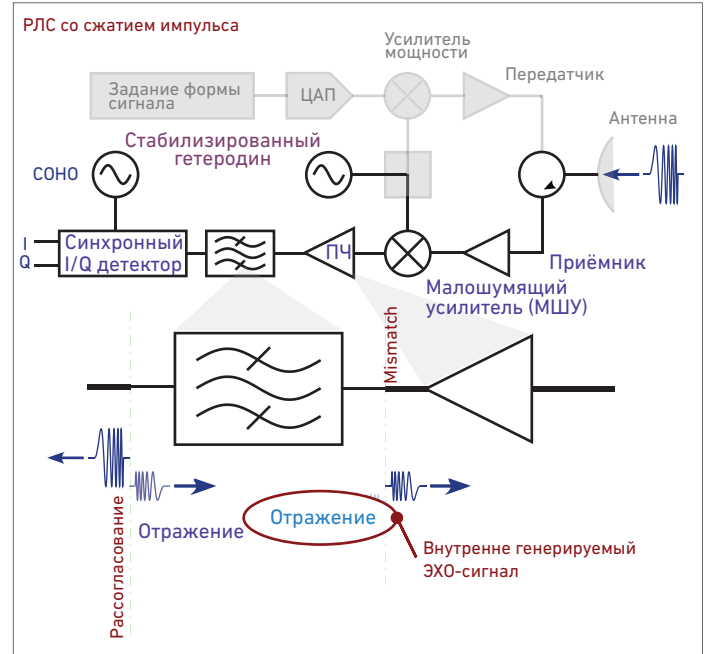 РЛС со сжатием импульса
Усилитель
мощности
Передатчик
Задание формы
сигнала
ЦАП
Антенна
Стабилизированный
гетеродин
СОНО
I
Q
Синхронный
I/Q детектор
ПЧ
Приёмник
Малошумящий
усилитель (МШУ)
Mismatch
Рассогласование
Отражение
Отражение
Внутренне генерируемый
ЭХО-сигнал